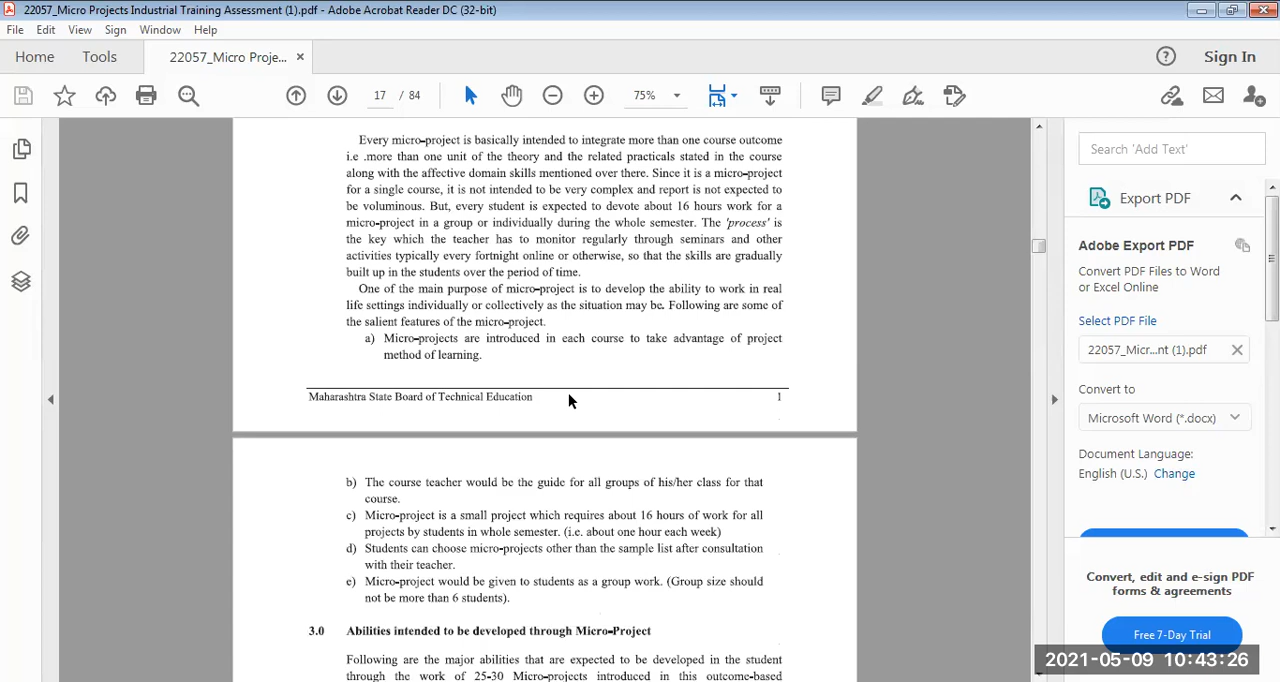 22057_Micro Projects Industrial Training Assessment (1).pdf - Adobe Acrobat Reader DC (32-bit)
File Edit View Sign Window Help
Home Tools 22057_Micro Proje... × ? Sign In
17 / 84 75%
Every micro-project is basically intended to integrate more than one course outcome
i.e .more than one unit of the theory and the related practicals stated in the course
along with the affective domain skills mentioned over there. Since it is a micro-project
for a single course, it is not intended to be very complex and report is not expected to
be voluminous. But, every student is expected to devote about 16 hours work for a
micro-project in a group or individually during the whole semester. The 'process' is
the key which the teacher has to monitor regularly through seminars and other
activities typically every fortnight online or otherwise, so that the skills are gradually
built up in the students over the period of time.
One of the main purpose of micro-project is to develop the ability to work in real
life settings individually or collectively as the situation may be. Following are some of
the salient features of the micro-project.
a) Micro-projects are introduced in each course to take advantage of project
method of learning.
Maharashtra State Board of Technical Education 1
b) The course teacher would be the guide for all groups of his/her class for that
course.
c) Micro-project is a small project which requires about 16 hours of work for all
projects by students in whole semester. (i.e. about one hour each week)
d) Students can choose micro-projects other than the sample list after consultation
with their teacher.
e) Micro-project would be given to students as a group work. (Group size should
not be more than 6 students).
3.0 Abilities intended to be developed through Micro-Project
Following are the major abilities that are expected to be developed in the student
through the work of 25-30 Micro-projects introduced in this outcome-based
Search 'Add Text'
Export PDF
Adobe Export PDF
Convert PDF Files to Word
or Excel Online
Select PDF File
22057_Micr...nt (1).pdf
Convert to
Microsoft Word (*.docx)
Document Language:
English (U.S.) Change
Convert, edit and e-sign PDF
forms & agreements
Free 7-Day Trial
2021-05-09 10:43:26